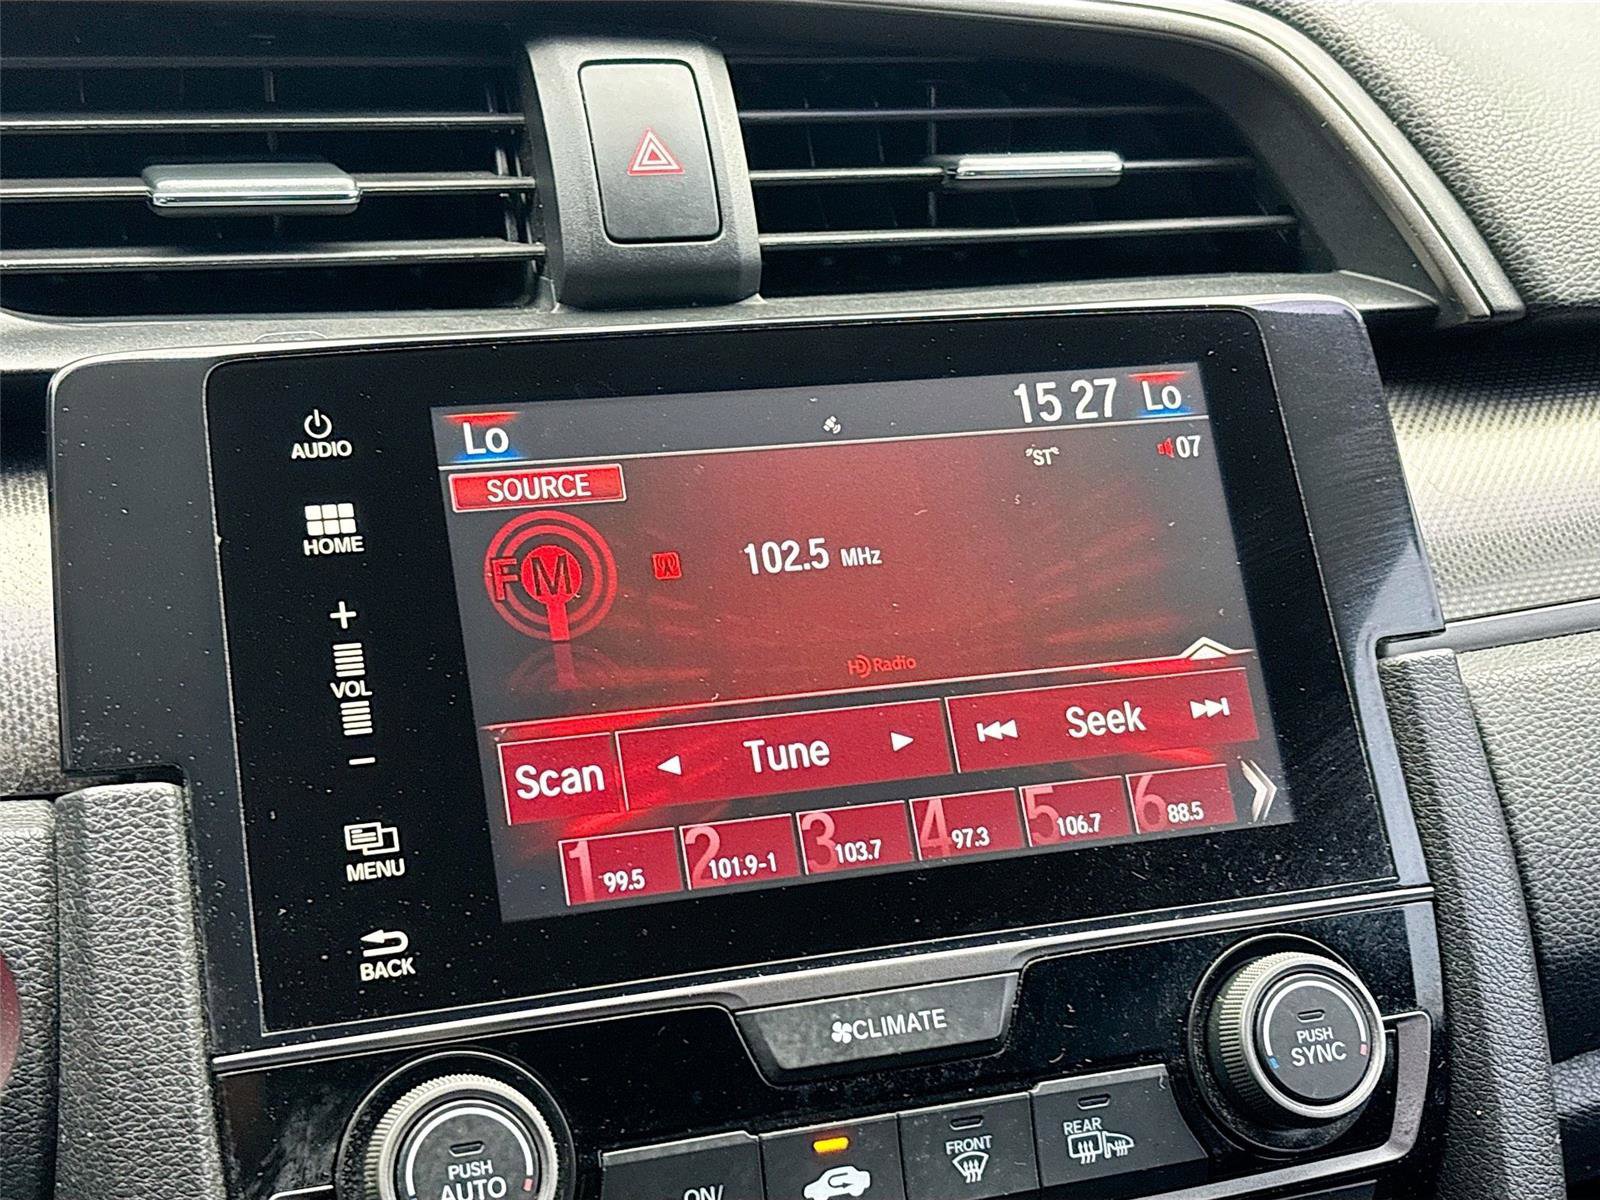 AUDIO
HOME
+
VOL
−
MENU
BACK
Lo
15 27 Lo
SOURCE
"ST"
07
FM
102.5 MHz
HD Radio
Scan
Tune
Seek
1 99.5
2 101.9-1
3 103.7
4 97.3
5 106.7
6 88.5
CLIMATE
PUSH
AUTO
PUSH
SYNC
ON/
FRONT
REAR